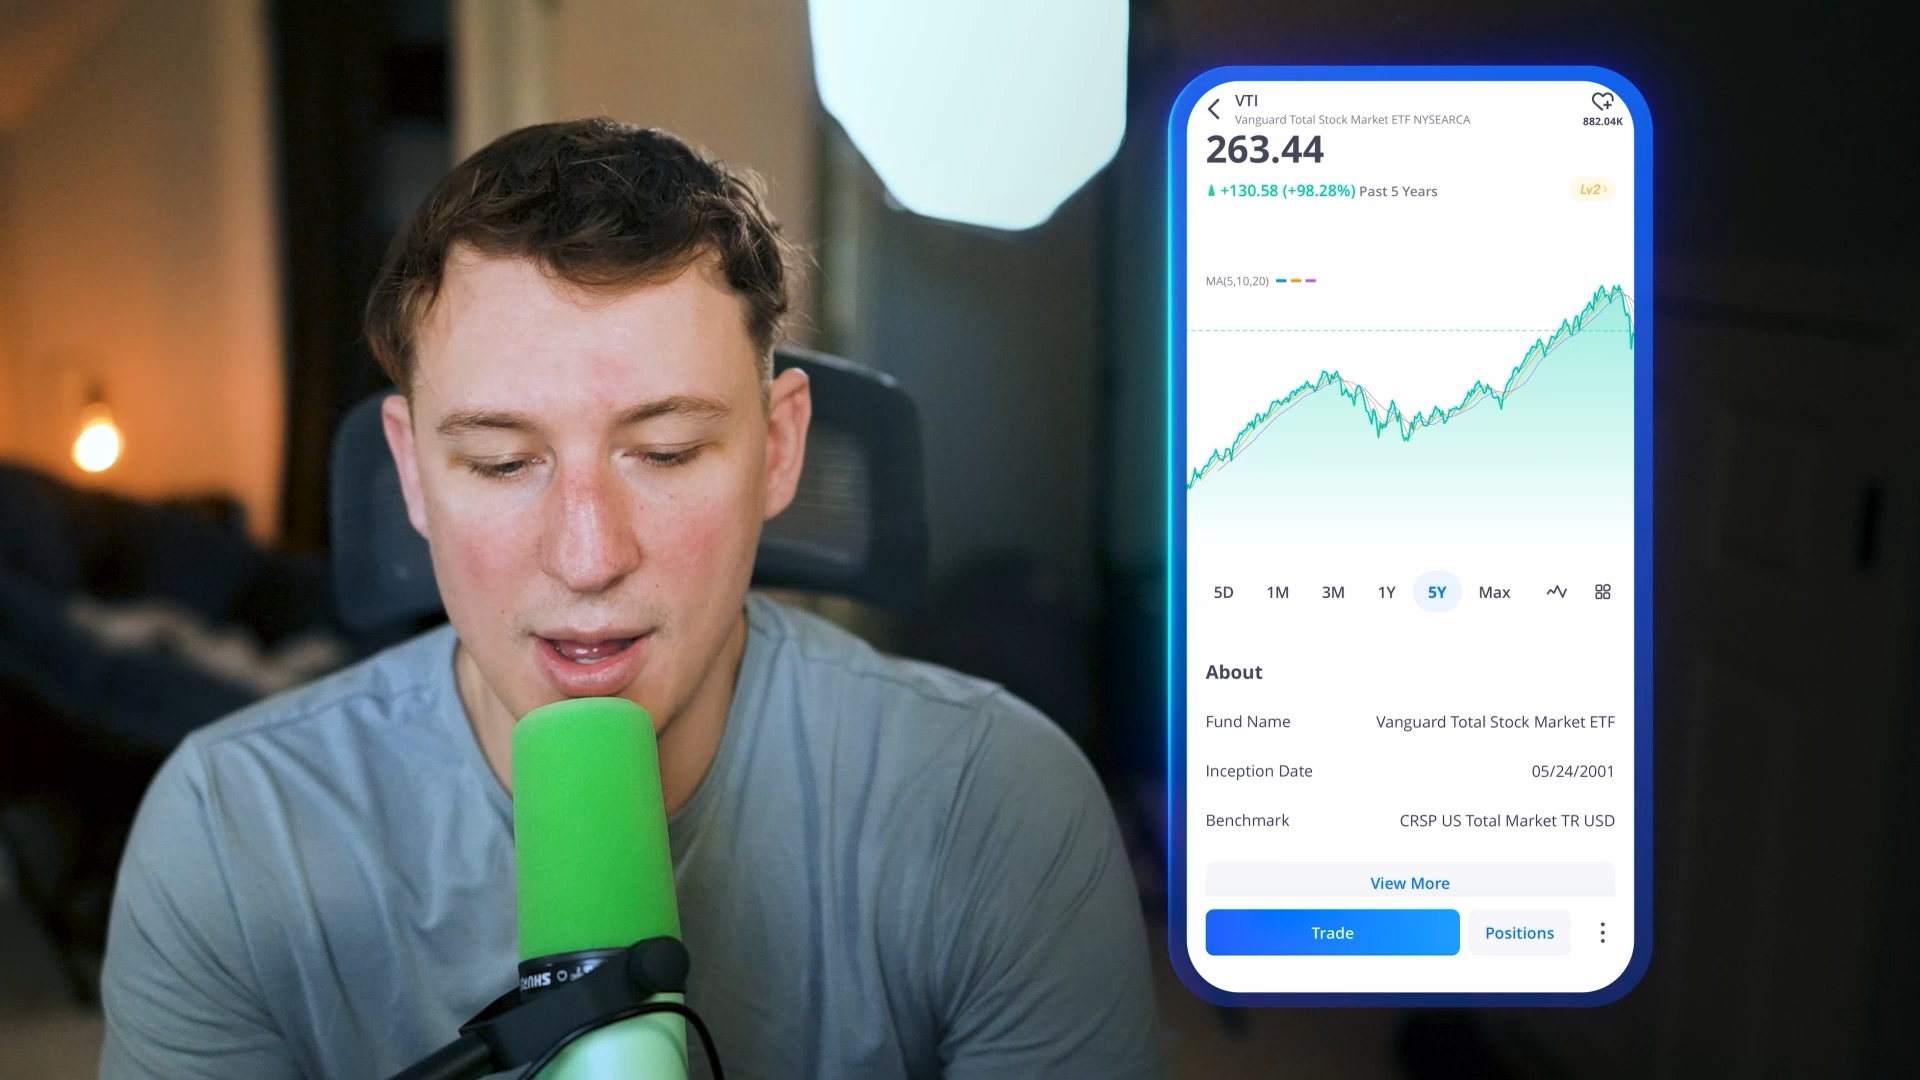 VTI
Vanguard Total Stock Market ETF NYSEARCA
882.04K
263.44
+130.58 (+98.28%) Past 5 Years
Lv2
MA(5,10,20)
5D 1M 3M 1Y 5Y Max
About
Fund Name Vanguard Total Stock Market ETF
Inception Date 05/24/2001
Benchmark CRSP US Total Market TR USD
View More
Trade Positions
SHURE